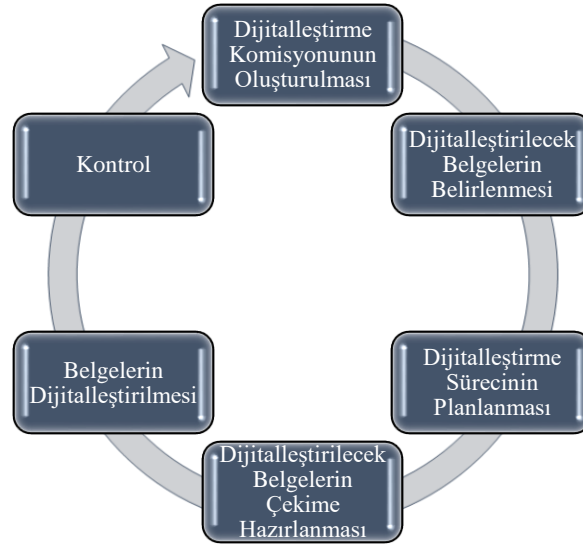 Dijitalleştirme
Komisyonunun
Oluşturulması
Dijitalleştirilecek
Belgelerin
Belirlenmesi
Dijitalleştirme
Sürecinin
Planlanması
Dijitalleştirilecek
Belgelerin
Çekime
Hazırlanması
Belgelerin
Dijitalleştirilmesi
Kontrol